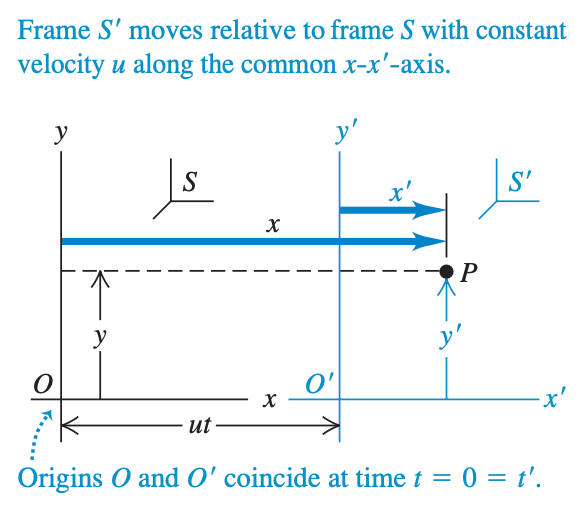 Frame S′ moves relative to frame S with constant
velocity u along the common x-x′-axis.
y
y′
S
S′
x′
x
P
y
y′
O
O′
x
x′
ut
Origins O and O′ coincide at time t = 0 = t′.